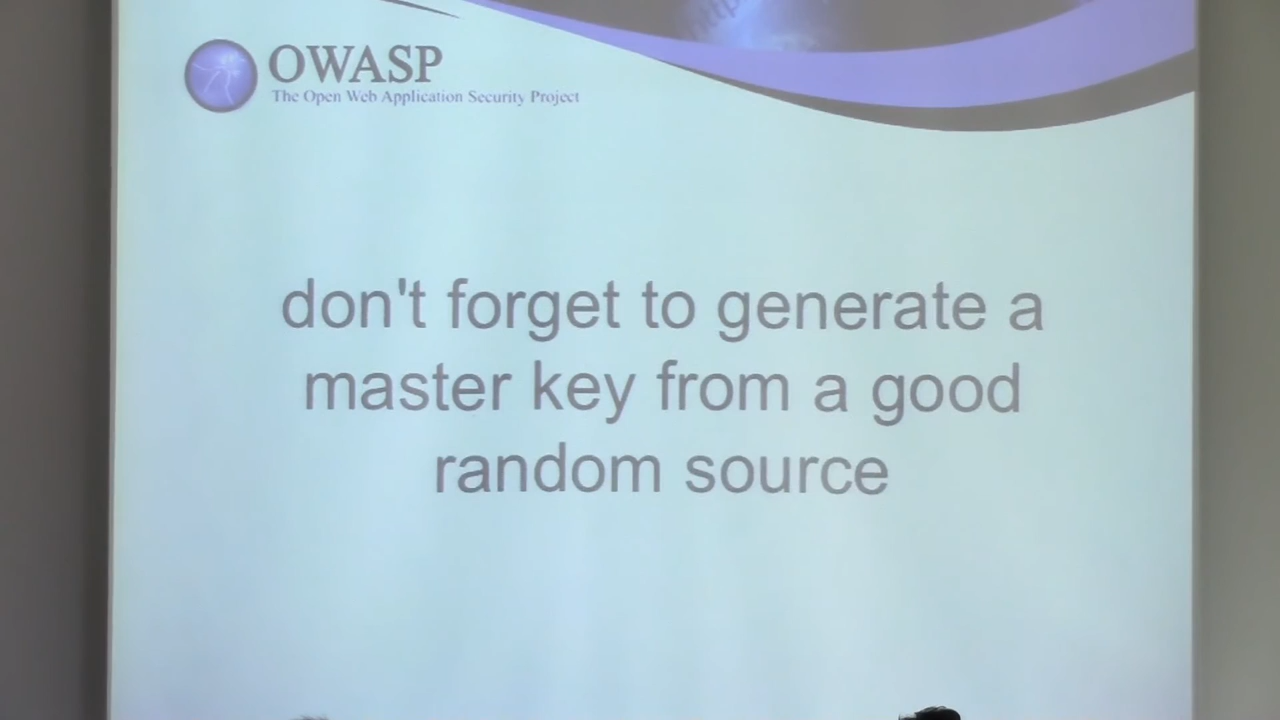 OWASP
The Open Web Application Security Project
don't forget to generate a
master key from a good
random source